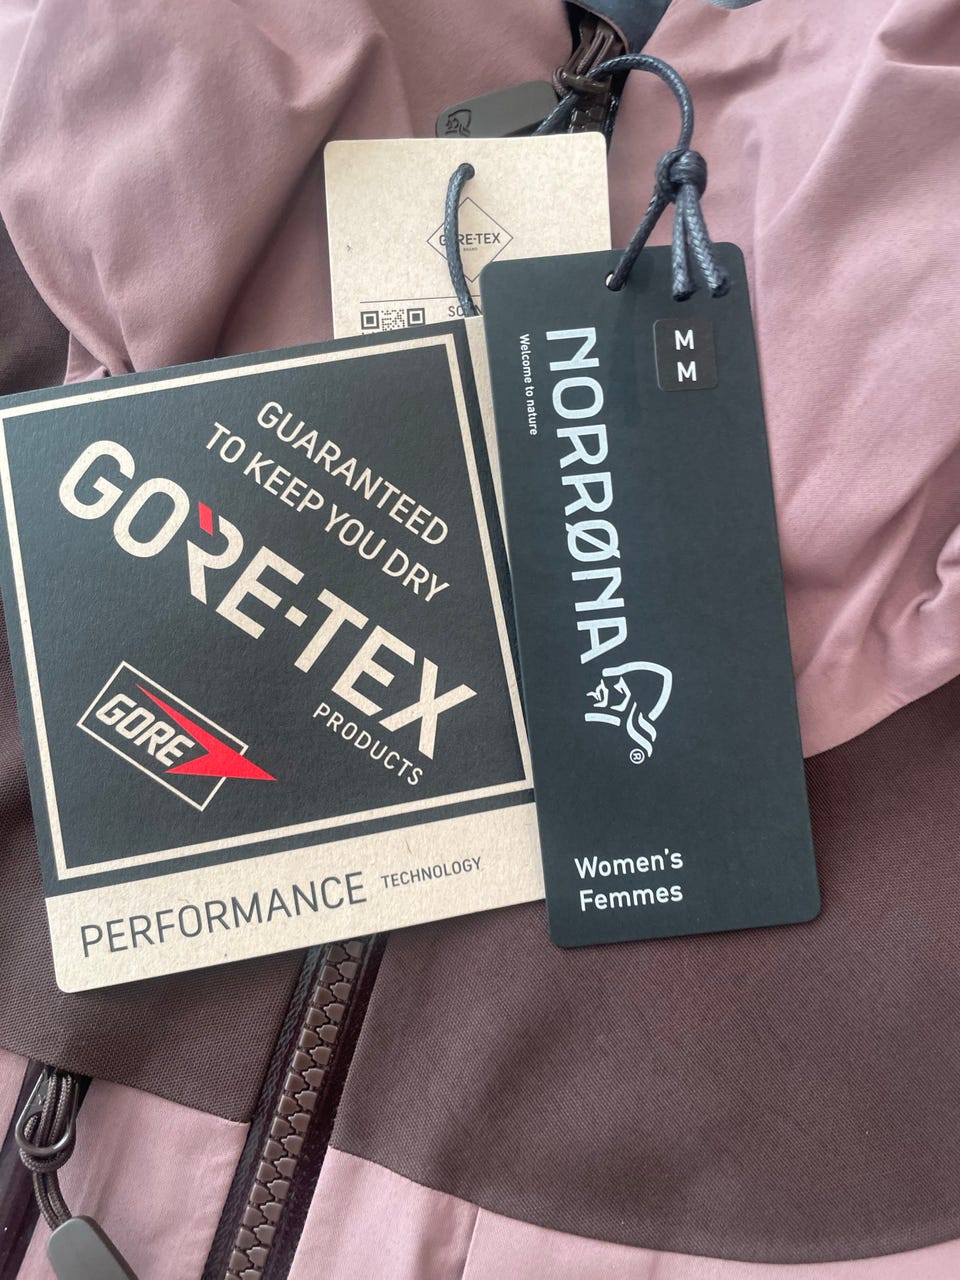 GORE-TEX
BRAND
GUARANTEED
TO KEEP YOU DRY
GORE-TEX
PRODUCTS
GORE
PERFORMANCE TECHNOLOGY
M
M
NORRØNA®
Welcome to nature
Women's
Femmes